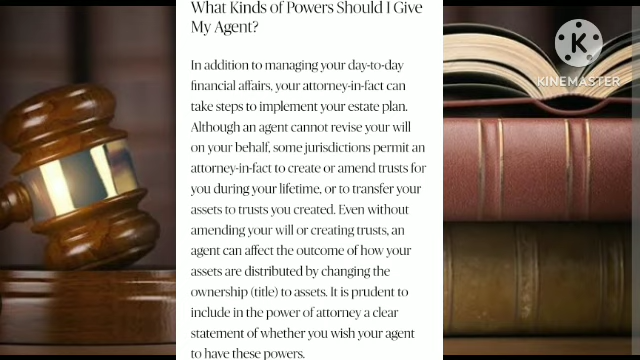 What Kinds of Powers Should I Give
My Agent?
In addition to managing your day-to-day
financial affairs, your attorney-in-fact can
take steps to implement your estate plan.
Although an agent cannot revise your will
on your behalf, some jurisdictions permit an
attorney-in-fact to create or amend trusts for
you during your lifetime, or to transfer your
assets to trusts you created. Even without
amending your will or creating trusts, an
agent can affect the outcome of how your
assets are distributed by changing the
ownership (title) to assets. It is prudent to
include in the power of attorney a clear
statement of whether you wish your agent
to have these powers.
K
KINEMASTER